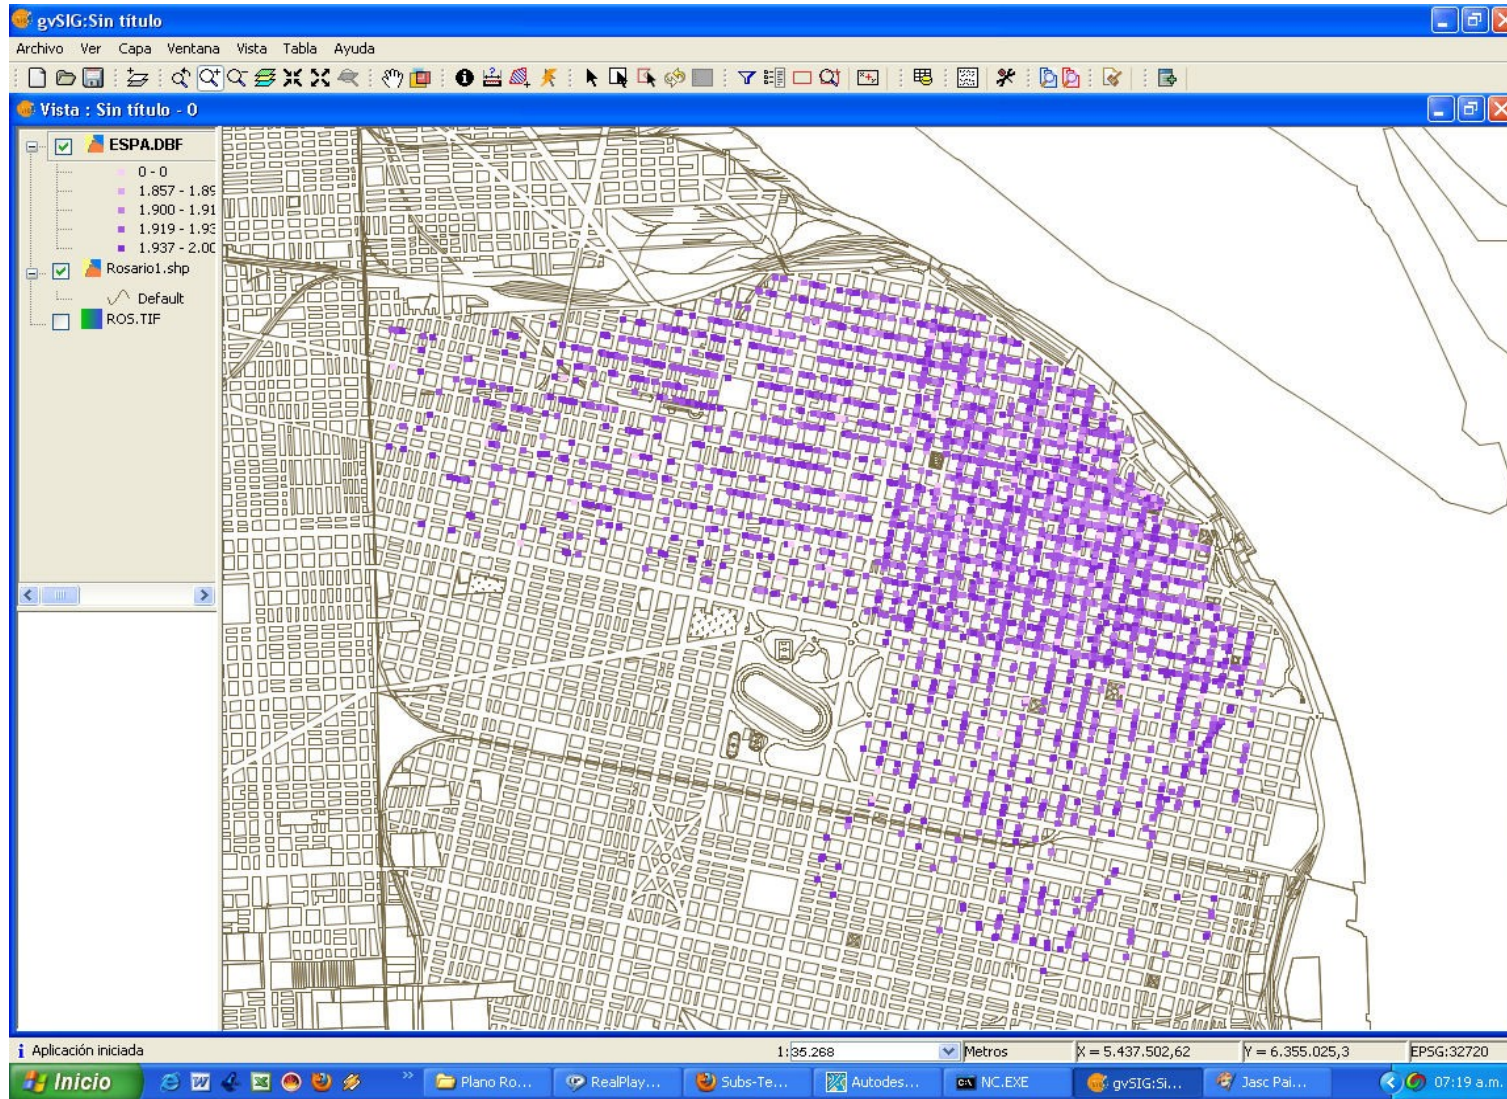 gvSIG:Sin título
Archivo Ver Capa Ventana Vista Tabla Ayuda
Vista : Sin título - 0
ESPA.DBF
0 - 0
1.857 - 1.89
1.900 - 1.91
1.919 - 1.93
1.937 - 2.00
Rosario1.shp
Default
ROS.TIF
Aplicación iniciada
1:35.268
Metros
X = 5.437.502,62
Y = 6.355.025,3
EPSG:32720
Inicio
Plano Ro...
RealPlay...
Subs-Te...
Autodes...
NC.EXE
gvSIG:Si...
Jasc Pai...
07:19 a.m.